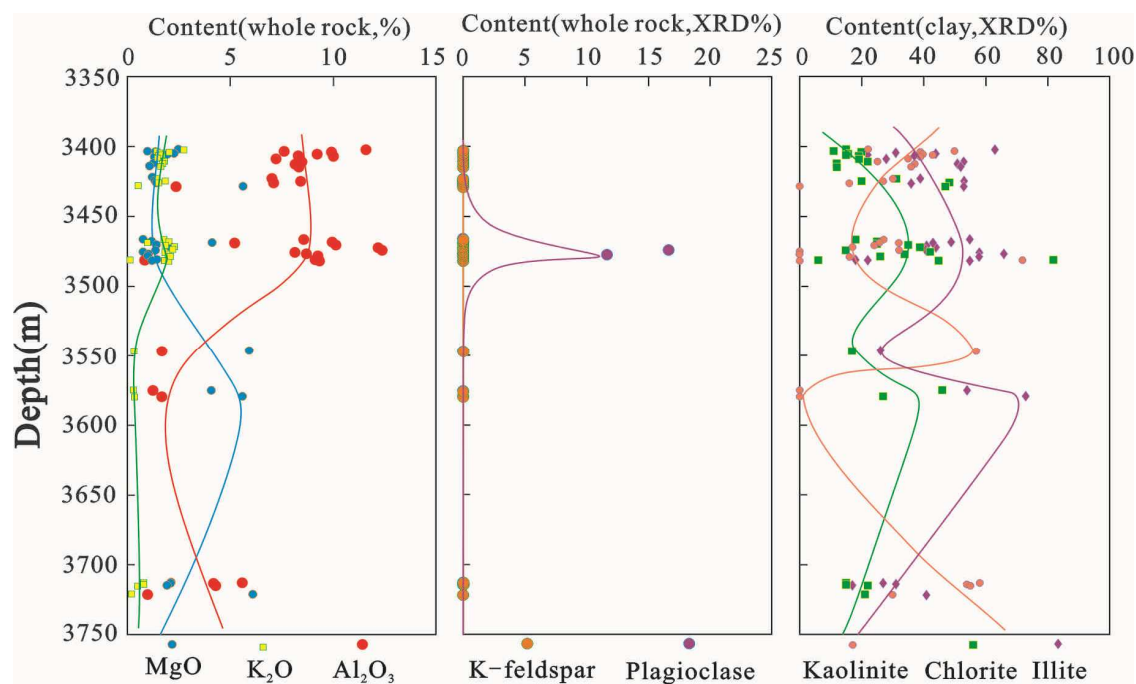 Content(whole rock,%)
Content(whole rock,XRD%)
Content(clay,XRD%)
0 5 10 15
0 5 10 15 20 25
0 20 40 60 80 100
3350
3400
3450
3500
3550
3600
3650
3700
3750
Depth(m)
MgO K₂O Al₂O₃
K-feldspar Plagioclase
Kaolinite Chlorite Illite